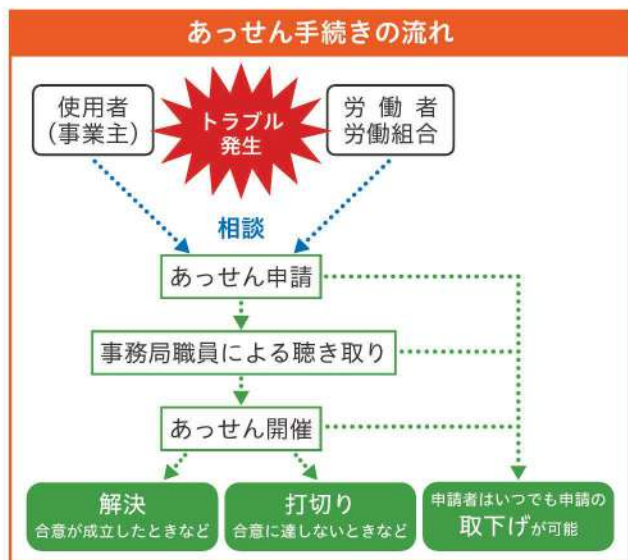 あっせん手続きの流れ
使用者
(事業主)
トラブル
発生
労 働 者
労働組合
相談
あっせん申請
事務局職員による聴き取り
あっせん開催
解決
合意が成立したときなど
打切り
合意に達しないときなど
申請者はいつでも申請の
取下げが可能